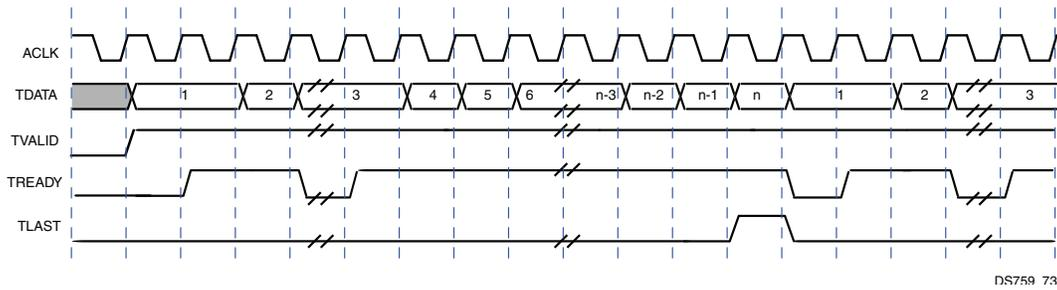 ACLK
TDATA 1 2 3 4 5 6 n-3 n-2 n-1 n 1 2 3
TVALID
TREADY
TLAST
DS759_73